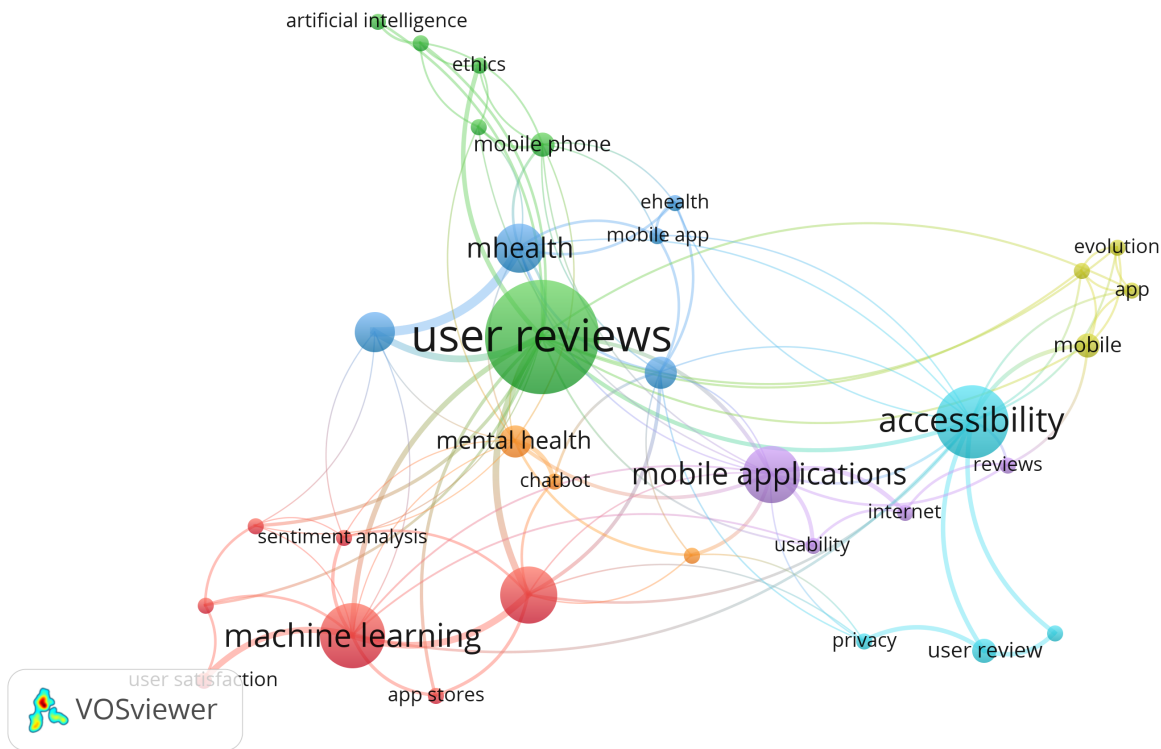 artificial intelligence
ethics
mobile phone
ehealth
mobile app
mhealth
evolution
app
user reviews
mobile
accessibility
mental health
reviews
mobile applications
chatbot
internet
sentiment analysis
usability
machine learning
privacy
user review
user satisfaction
app stores
VOSviewer